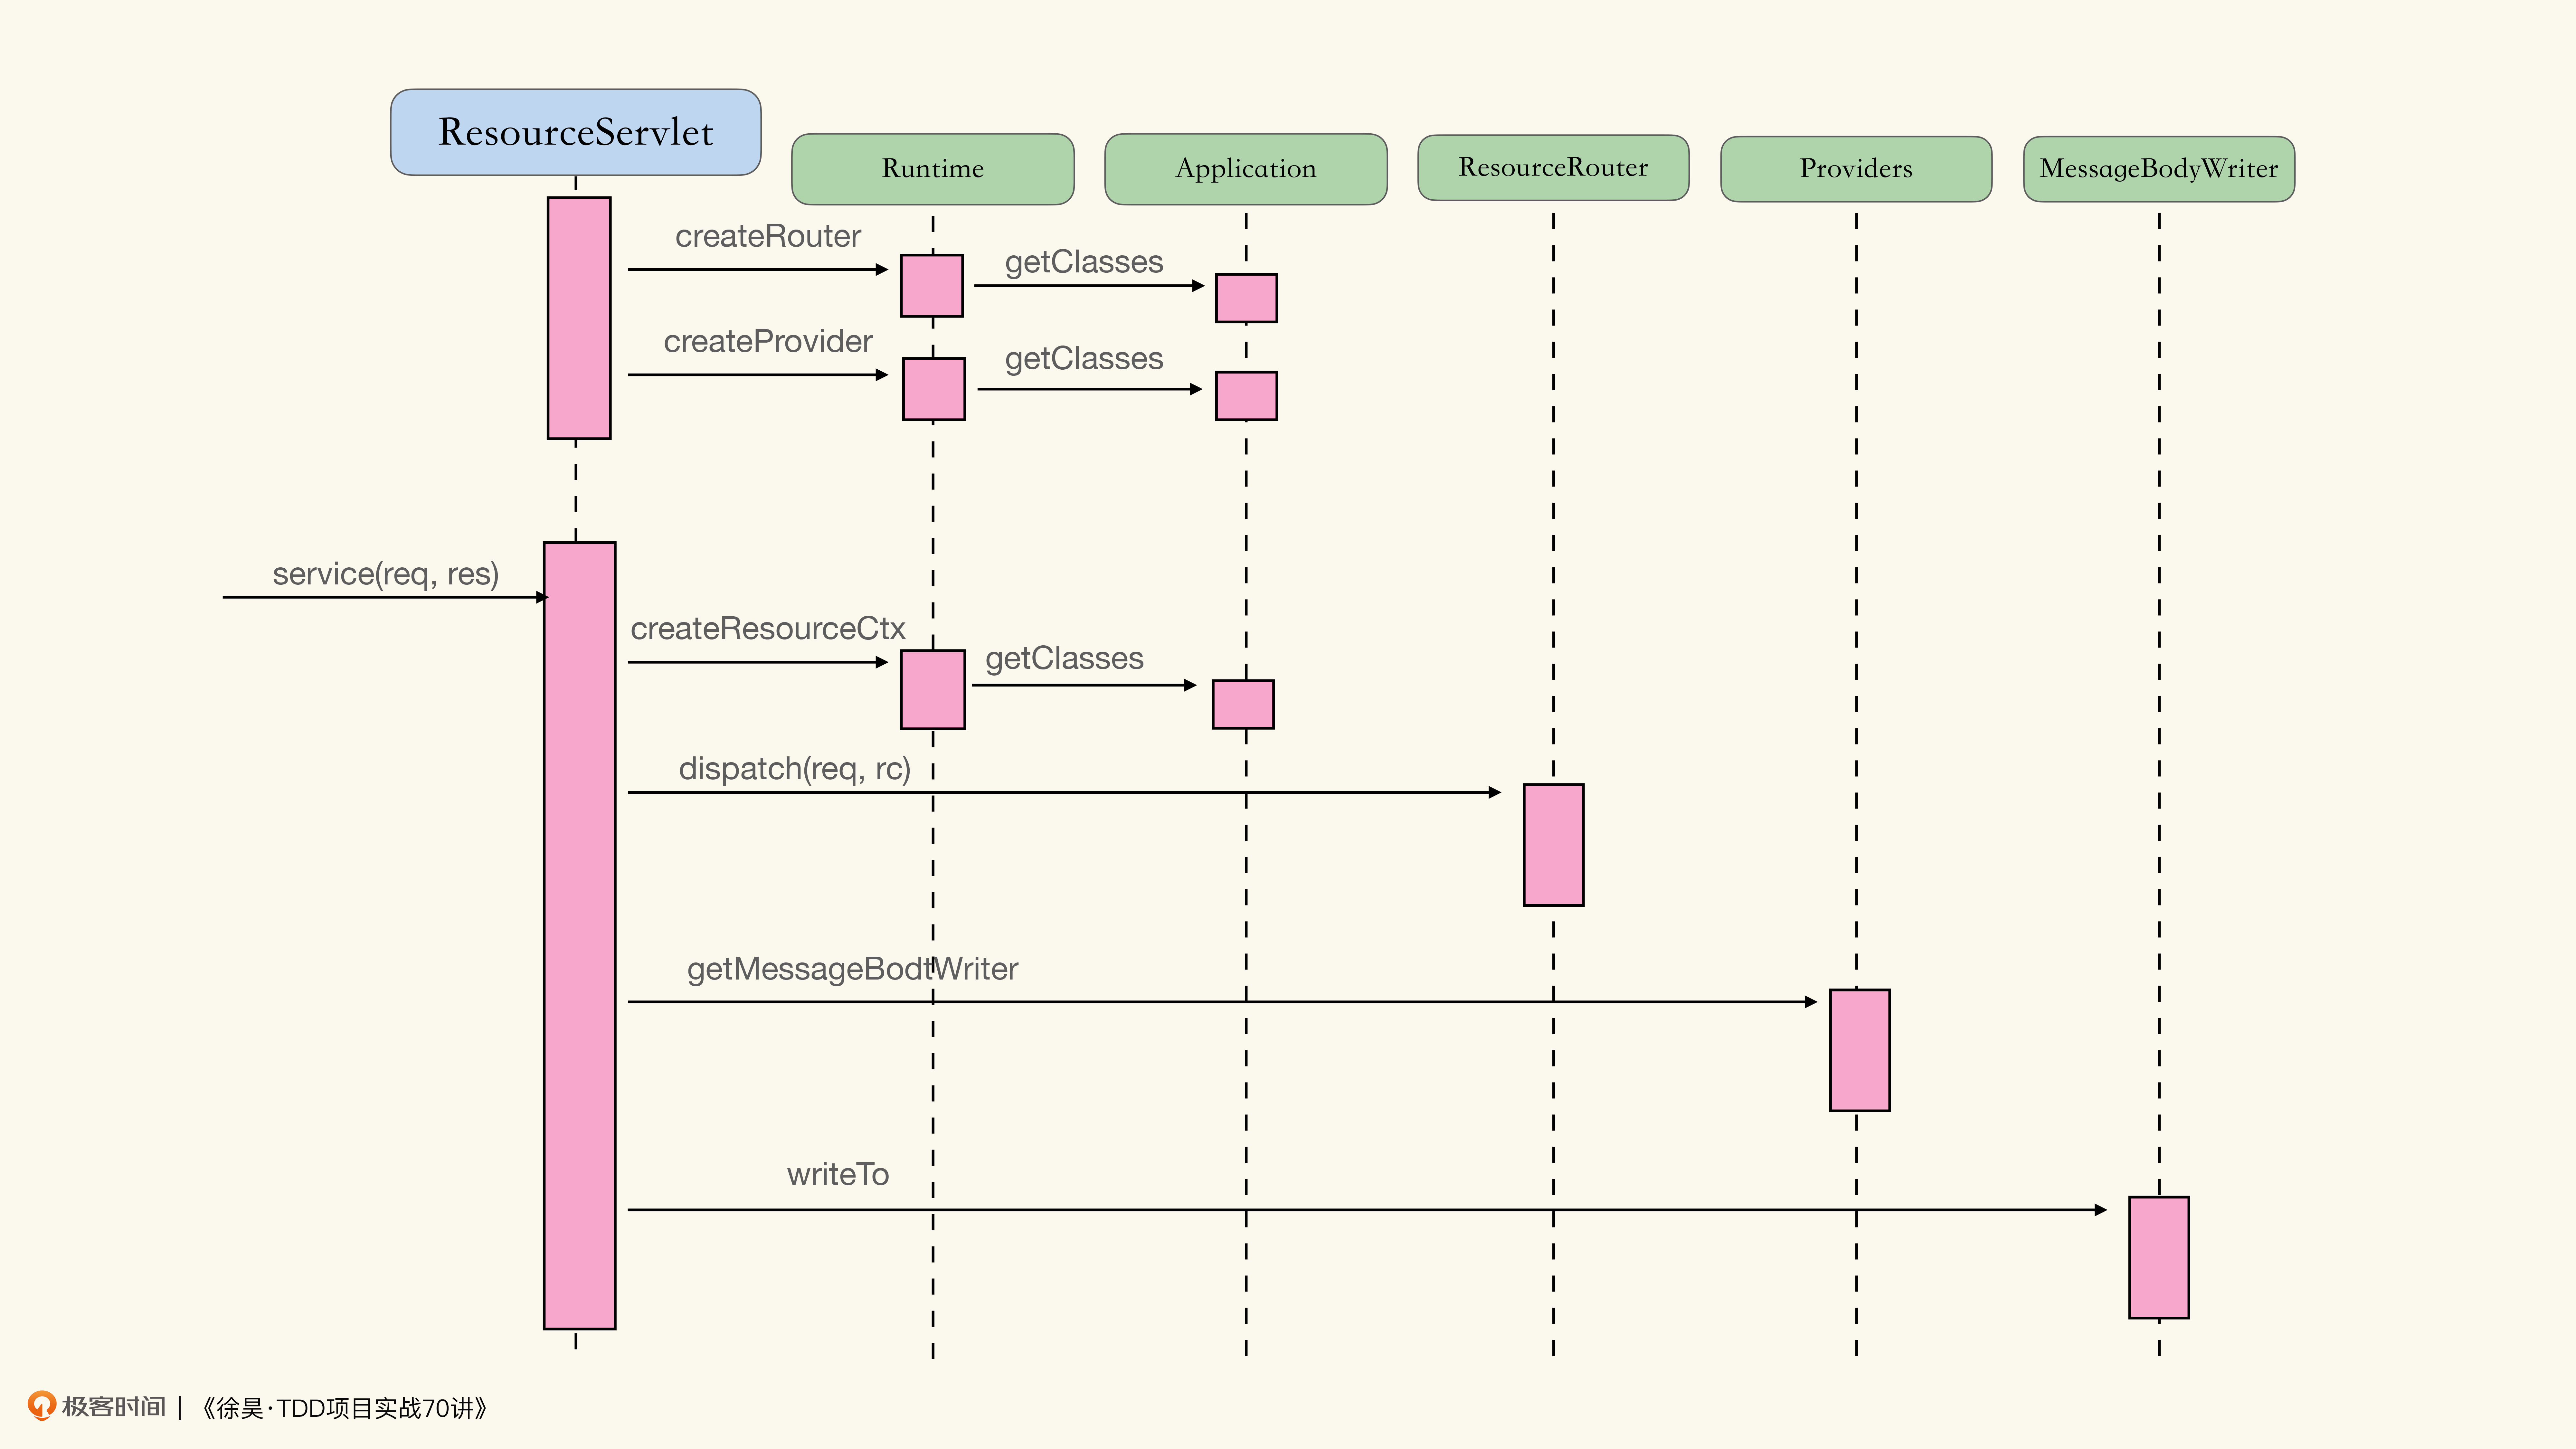 ResourceServlet
Runtime
Application
ResourceRouter
Providers
MessageBodyWriter
createRouter
getClasses
createProvider
getClasses
service(req, res)
createResourceCtx
getClasses
dispatch(req, rc)
getMessageBodtWriter
writeTo
极客时间 | 《徐昊·TDD项目实战70讲》